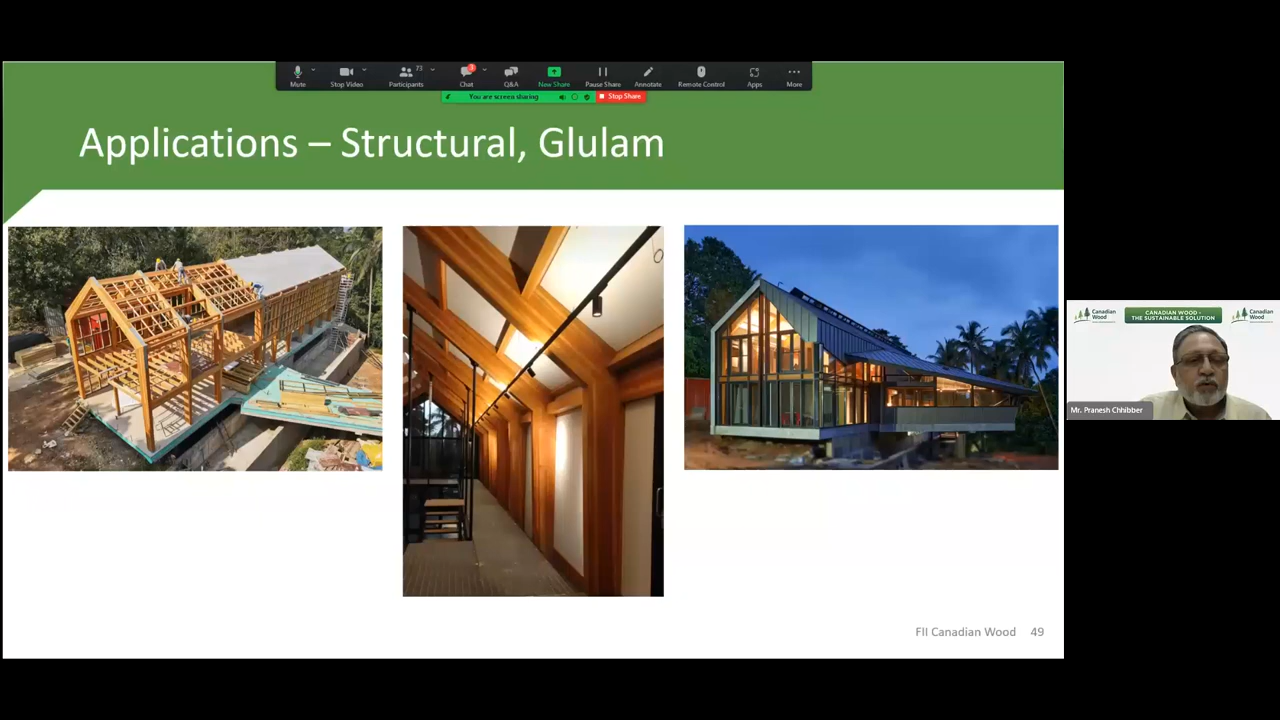 Mute
Stop Video
73
Participants
3
Chat
Q&A
New Share
Pause Share
Annotate
Remote Control
Apps
More
You are screen sharing
Stop Share
Applications – Structural, Glulam
Canadian
Wood
CANADIAN WOOD -
THE SUSTAINABLE SOLUTION
Canadian
Wood
Mr. Pranesh Chhibber
FII Canadian Wood 49